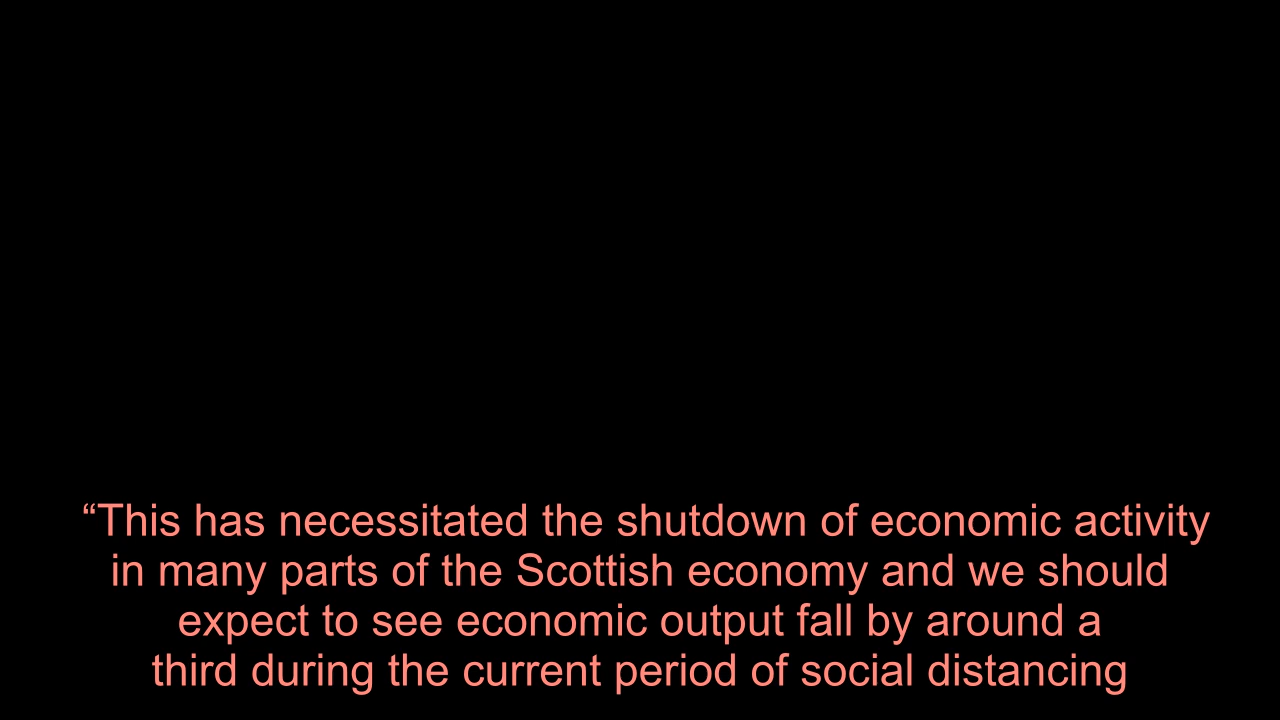 “This has necessitated the shutdown of economic activity
in many parts of the Scottish economy and we should
expect to see economic output fall by around a
third during the current period of social distancing